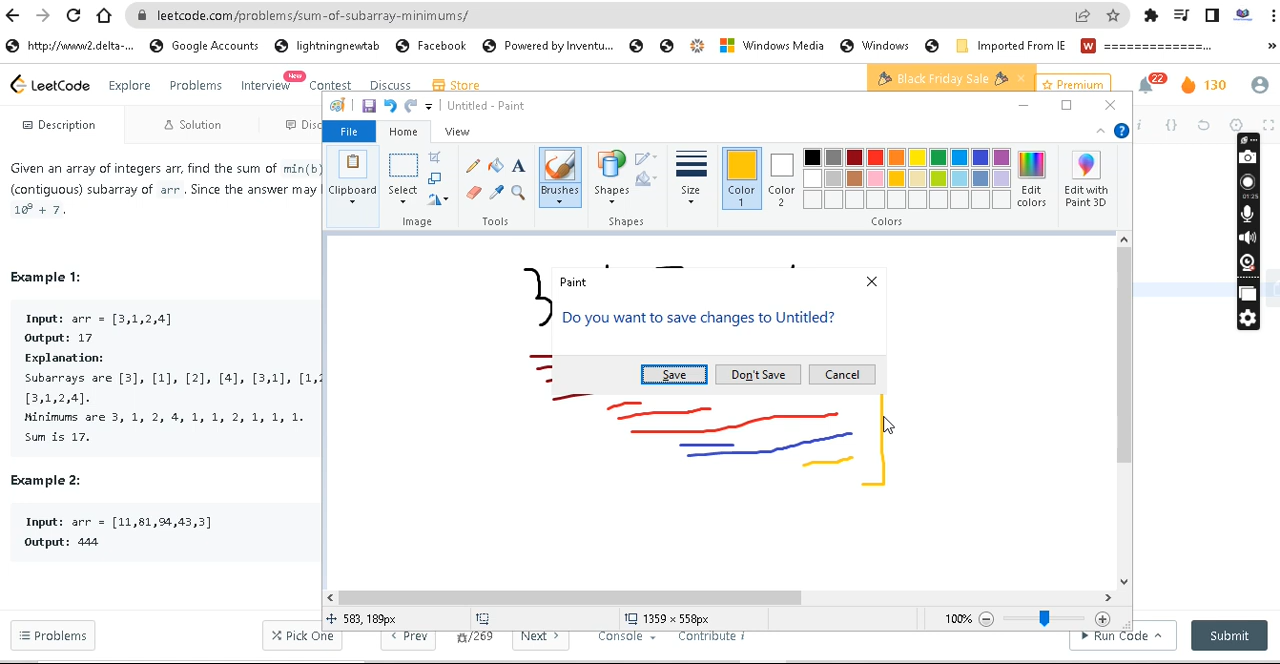 leetcode.com/problems/sum-of-subarray-minimums/
http://www2.delta-... Google Accounts lightningnewtab Facebook Powered by Inventu... Windows Media Windows Imported From IE W =============... »
LeetCode Explore Problems Interview New Contest Discuss Store Black Friday Sale × Premium 22 130
Description Solution Disc
Untitled - Paint
File Home View
Clipboard Select Brushes Shapes Size Color 1 Color 2 Edit colors Edit with Paint 3D
Image Tools Shapes Colors
Given an array of integers arr, find the sum of min(b)
(contiguous) subarray of arr. Since the answer may
10⁹ + 7.
Example 1:
Input: arr = [3,1,2,4]
Output: 17
Explanation:
Subarrays are [3], [1], [2], [4], [3,1], [1,2
[3,1,2,4].
Minimums are 3, 1, 2, 4, 1, 1, 2, 1, 1, 1.
Sum is 17.
Example 2:
Input: arr = [11,81,94,43,3]
Output: 444
Paint
Do you want to save changes to Untitled?
Save Don't Save Cancel
01:25
583, 189px 1359 × 558px 100%
Problems Pick One < Prev /269 Next > Console Contribute i Run Code Submit